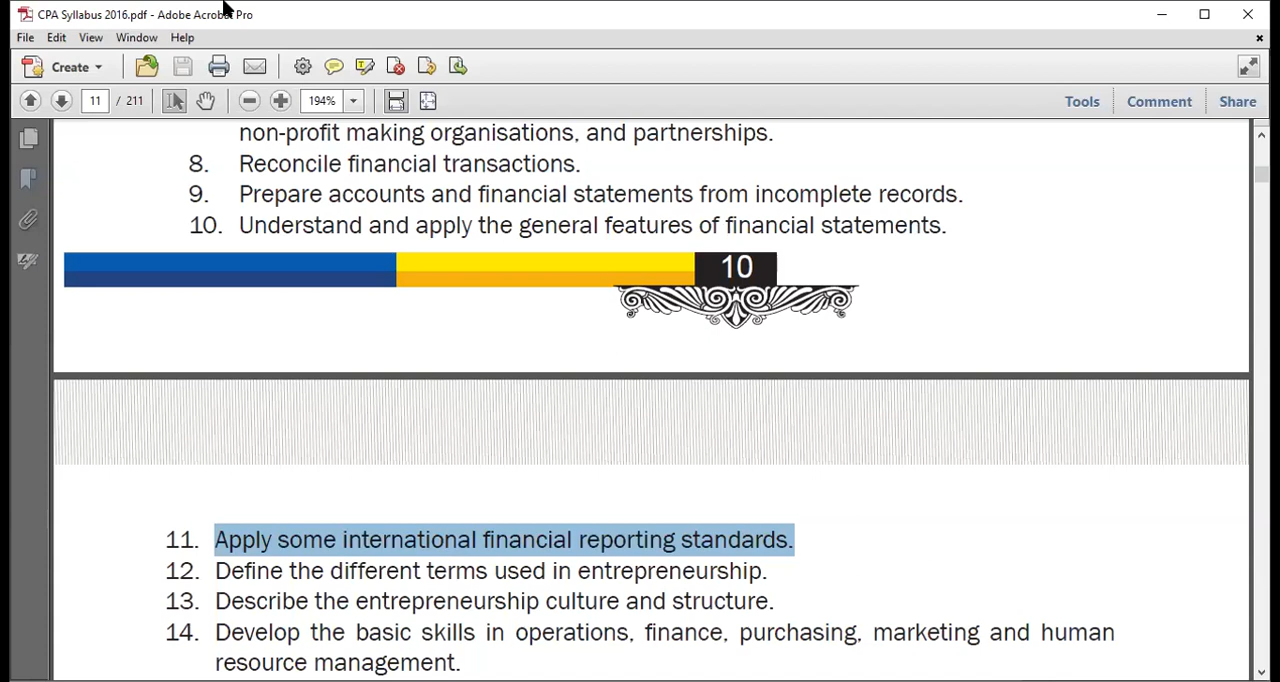 CPA Syllabus 2016.pdf - Adobe Acrobat Pro
File Edit View Window Help
Create
11 / 211 194% Tools Comment Share
non-profit making organisations, and partnerships.
8. Reconcile financial transactions.
9. Prepare accounts and financial statements from incomplete records.
10. Understand and apply the general features of financial statements.
10
11. Apply some international financial reporting standards.
12. Define the different terms used in entrepreneurship.
13. Describe the entrepreneurship culture and structure.
14. Develop the basic skills in operations, finance, purchasing, marketing and human
resource management.